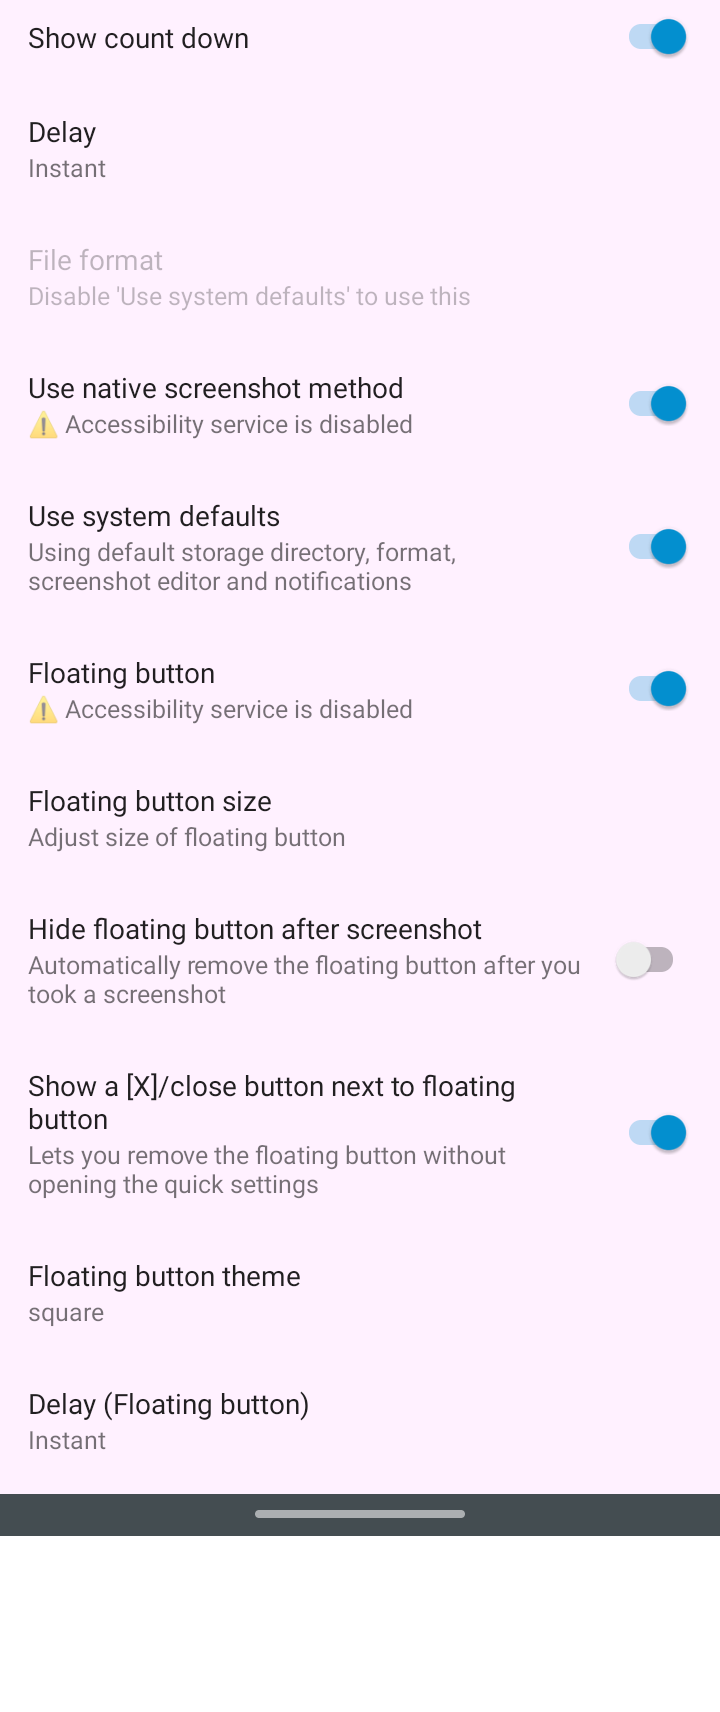 Show count down
Delay
Instant
File format
Disable 'Use system defaults' to use this
Use native screenshot method
⚠️ Accessibility service is disabled
Use system defaults
Using default storage directory, format,
screenshot editor and notifications
Floating button
⚠️ Accessibility service is disabled
Floating button size
Adjust size of floating button
Hide floating button after screenshot
Automatically remove the floating button after you
took a screenshot
Show a [X]/close button next to floating
button
Lets you remove the floating button without
opening the quick settings
Floating button theme
square
Delay (Floating button)
Instant